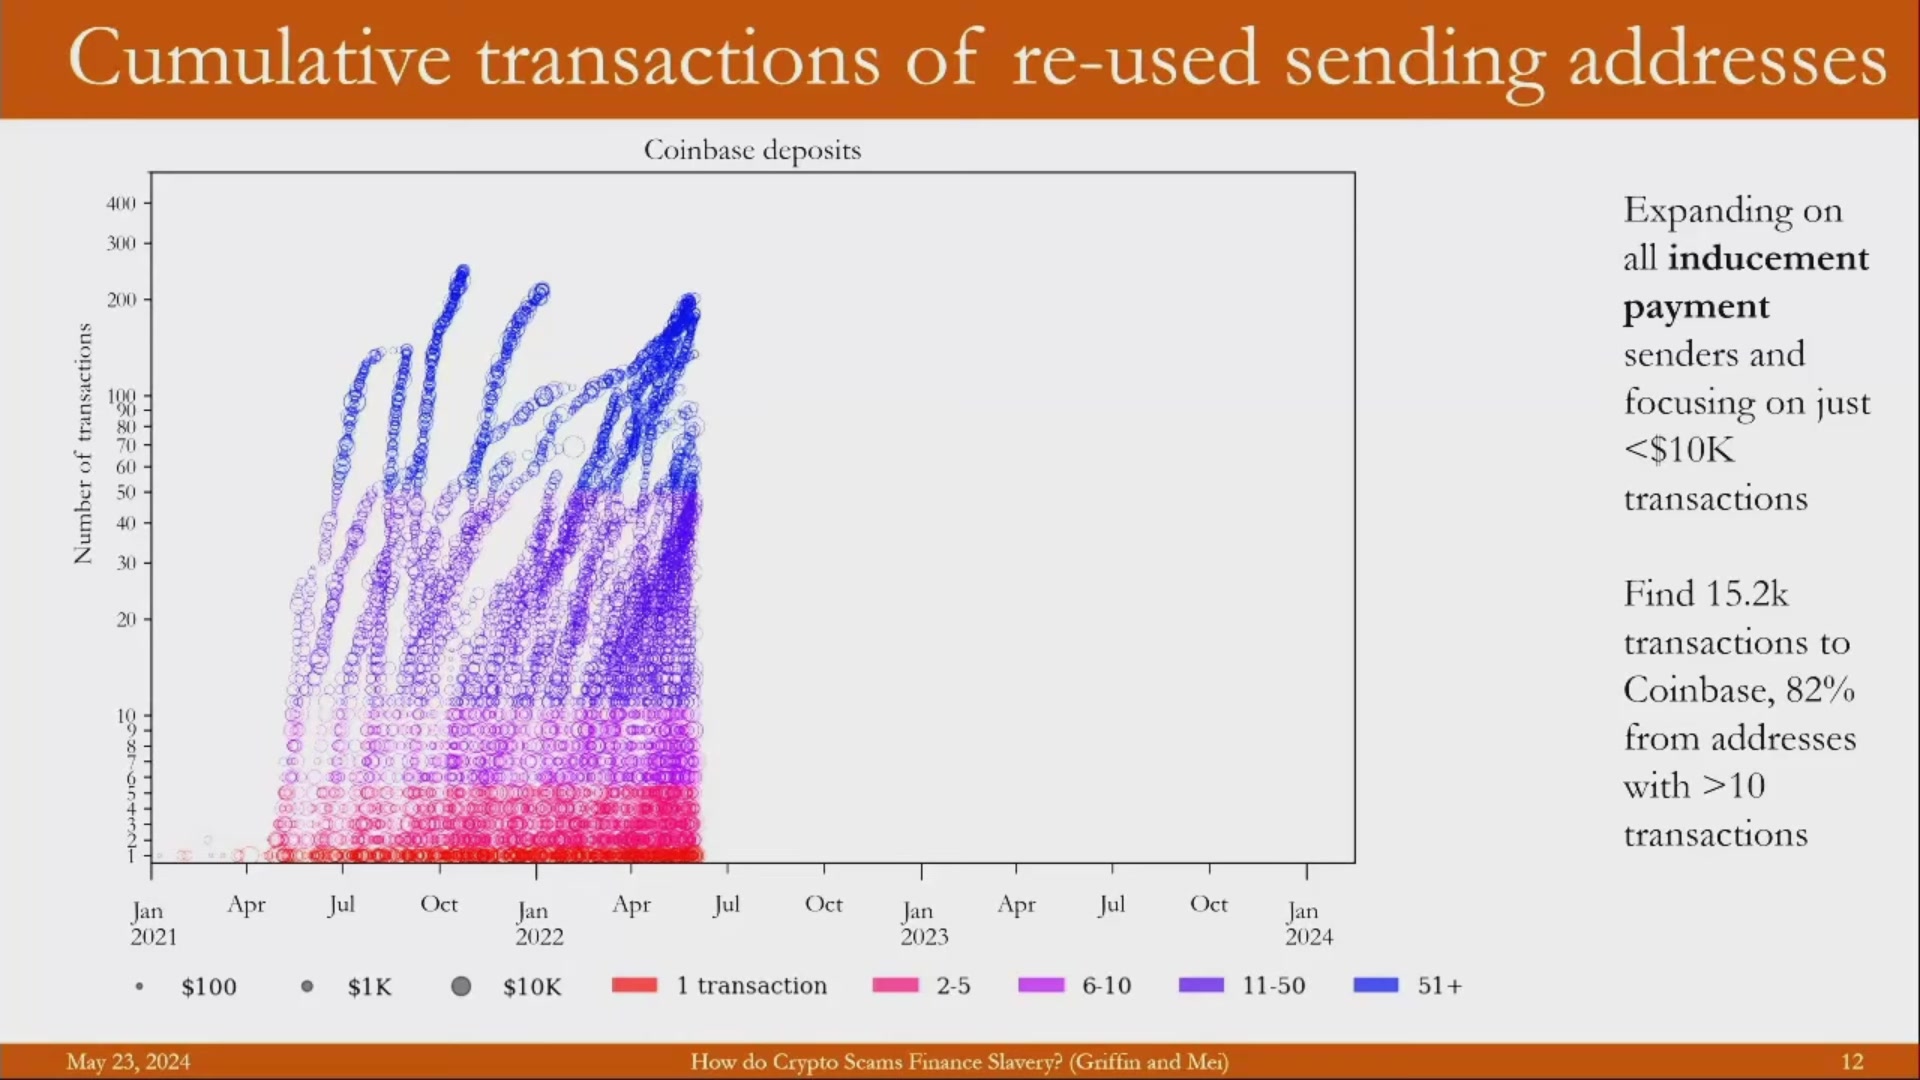 Cumulative transactions of re-used sending addresses
Coinbase deposits
Number of transactions
400
300
200
100
90
80
70
60
50
40
30
20
10
9
8
7
6
5
4
3
2
1
Jan 2021
Apr
Jul
Oct
Jan 2022
Apr
Jul
Oct
Jan 2023
Apr
Jul
Oct
Jan 2024
$100 $1K $10K 1 transaction 2-5 6-10 11-50 51+
Expanding on
all inducement
payment
senders and
focusing on just
<$10K
transactions
Find 15.2k
transactions to
Coinbase, 82%
from addresses
with >10
transactions
May 23, 2024
How do Crypto Scams Finance Slavery? (Griffin and Mei)
12